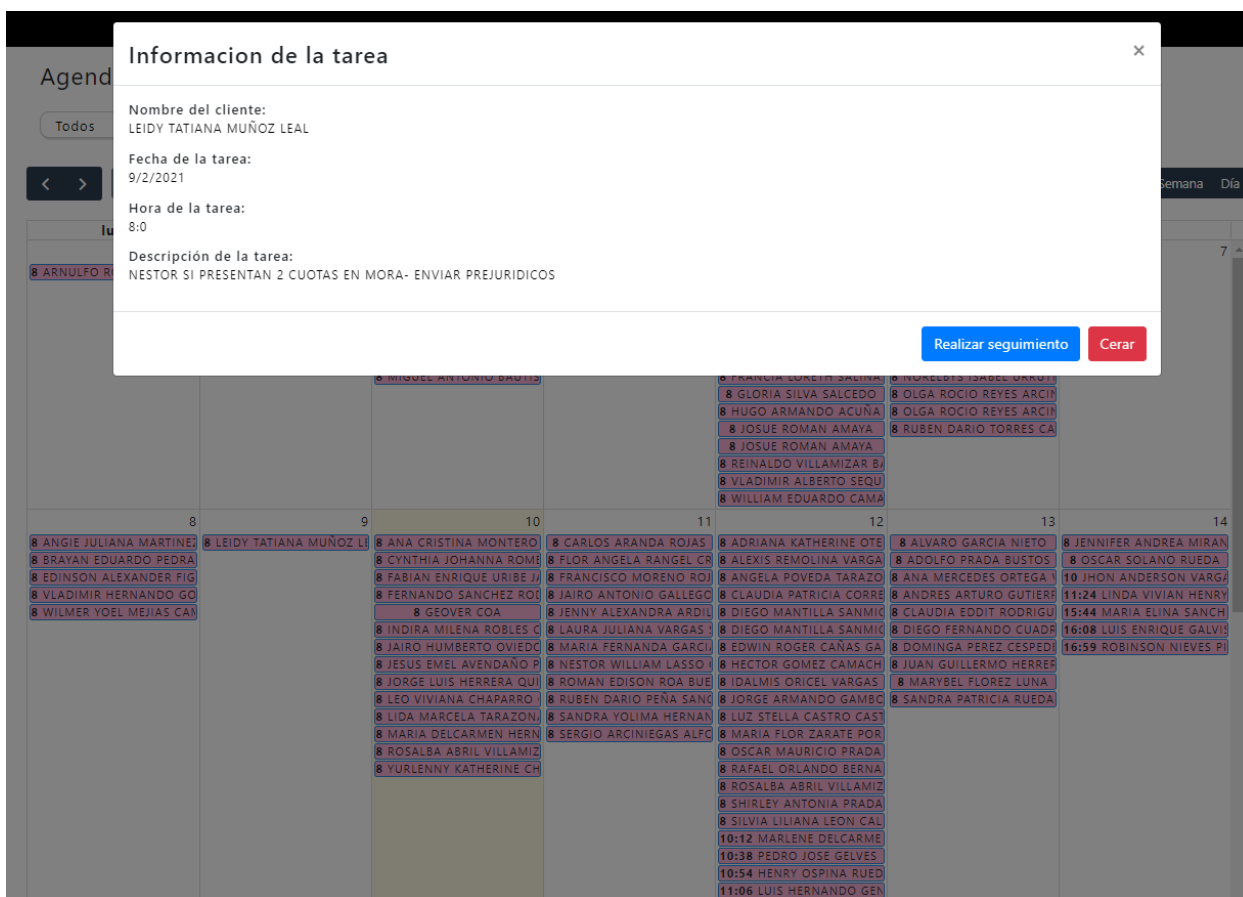 Informacion de la tarea
×
Agend
Nombre del cliente:
LEIDY TATIANA MUÑOZ LEAL
Todos
Fecha de la tarea:
9/2/2021
Semana Día
Hora de la tarea:
8:0
lu
Descripción de la tarea:
NESTOR SI PRESENTAN 2 CUOTAS EN MORA- ENVIAR PREJURIDICOS
7
8 ARNULFO
Realizar seguimiento
Cerar
8 MIGUEL ANTONIO BAUTIS
8 FRANCIA LORETH SALINA
8 GLORIA SILVA SALCEDO
8 HUGO ARMANDO ACUÑA
8 JOSUE ROMAN AMAYA
8 JOSUE ROMAN AMAYA
8 REINALDO VILLAMIZAR
8 VLADIMIR ALBERTO SEQU
8 WILLIAM EDUARDO CAMA
8 NORELBYS ISABEL URRUTI
8 OLGA ROCIO REYES ARCIN
8 OLGA ROCIO REYES ARCIN
8 RUBEN DARIO TORRES CA
8
8 ANGIE JULIANA MARTINEZ
8 BRAYAN EDUARDO PEDRA
8 EDINSON ALEXANDER FIG
8 VLADIMIR HERNANDO GO
8 WILMER YOEL MEJIAS CAM
9
8 LEIDY TATIANA MUÑOZ LE
10
8 ANA CRISTINA MONTERO
8 CYNTHIA JOHANNA ROME
8 FABIAN ENRIQUE URIBE
8 FERNANDO SANCHEZ ROD
8 GEOVER COA
8 INDIRA MILENA ROBLES C
8 JAIRO HUMBERTO OVIEDO
8 JESUS EMEL AVENDAÑO P
8 JORGE LUIS HERRERA QUI
8 LEO VIVIANA CHAPARRO
8 LIDA MARCELA TARAZON
8 MARIA DELCARMEN HERN
8 ROSALBA ABRIL VILLAMIZ
8 YURLENNY KATHERINE CH
11
8 CARLOS ARANDA ROJAS
8 FLOR ANGELA RANGEL CR
8 FRANCISCO MORENO ROJ
8 JAIRO ANTONIO GALLEGO
8 JENNY ALEXANDRA ARDIL
8 LAURA JULIANA VARGAS
8 MARIA FERNANDA GARCI
8 NESTOR WILLIAM LASSO
8 ROMAN EDISON ROA BUE
8 RUBEN DARIO PEÑA SANC
8 SANDRA YOLIMA HERNAN
8 SERGIO ARCINIEGAS ALFO
12
8 ADRIANA KATHERINE OTE
8 ALEXIS REMOLINA VARGA
8 ANGELA POVEDA TARAZO
8 CLAUDIA PATRICIA CORRE
8 DIEGO MANTILLA SANMIG
8 DIEGO MANTILLA SANMIG
8 EDWIN ROGER CAÑAS GA
8 HECTOR GOMEZ CAMACH
8 IDALMIS ORICEL VARGAS
8 JORGE ARMANDO GAMBO
8 LUZ STELLA CASTRO CAST
8 MARIA FLOR ZARATE POR
8 OSCAR MAURICIO PRADA
8 RAFAEL ORLANDO BERNA
8 ROSALBA ABRIL VILLAMIZ
8 SHIRLEY ANTONIA PRADA
8 SILVIA LILIANA LEON CAL
10:12 MARLENE DELCARME
10:38 PEDRO JOSE GELVES
10:54 HENRY OSPINA RUED
11:06 LUIS HERNANDO GEN
13
8 ALVARO GARCIA NIETO
8 ADOLFO PRADA BUSTOS
8 ANA MERCEDES ORTEGA
8 ANDRES ARTURO GUTIERR
8 CLAUDIA EDDIT RODRIGU
8 DIEGO FERNANDO CUADR
8 DOMINGA PEREZ CESPEDE
8 JUAN GUILLERMO HERRER
8 MARYBEL FLOREZ LUNA
8 SANDRA PATRICIA RUEDA
14
8 JENNIFER ANDREA MIRAN
8 OSCAR SOLANO RUEDA
10 JHON ANDERSON VARGA
11:24 LINDA VIVIAN HENRY
15:44 MARIA ELINA SANCH
16:08 LUIS ENRIQUE GALVIS
16:59 ROBINSON NIEVES PI